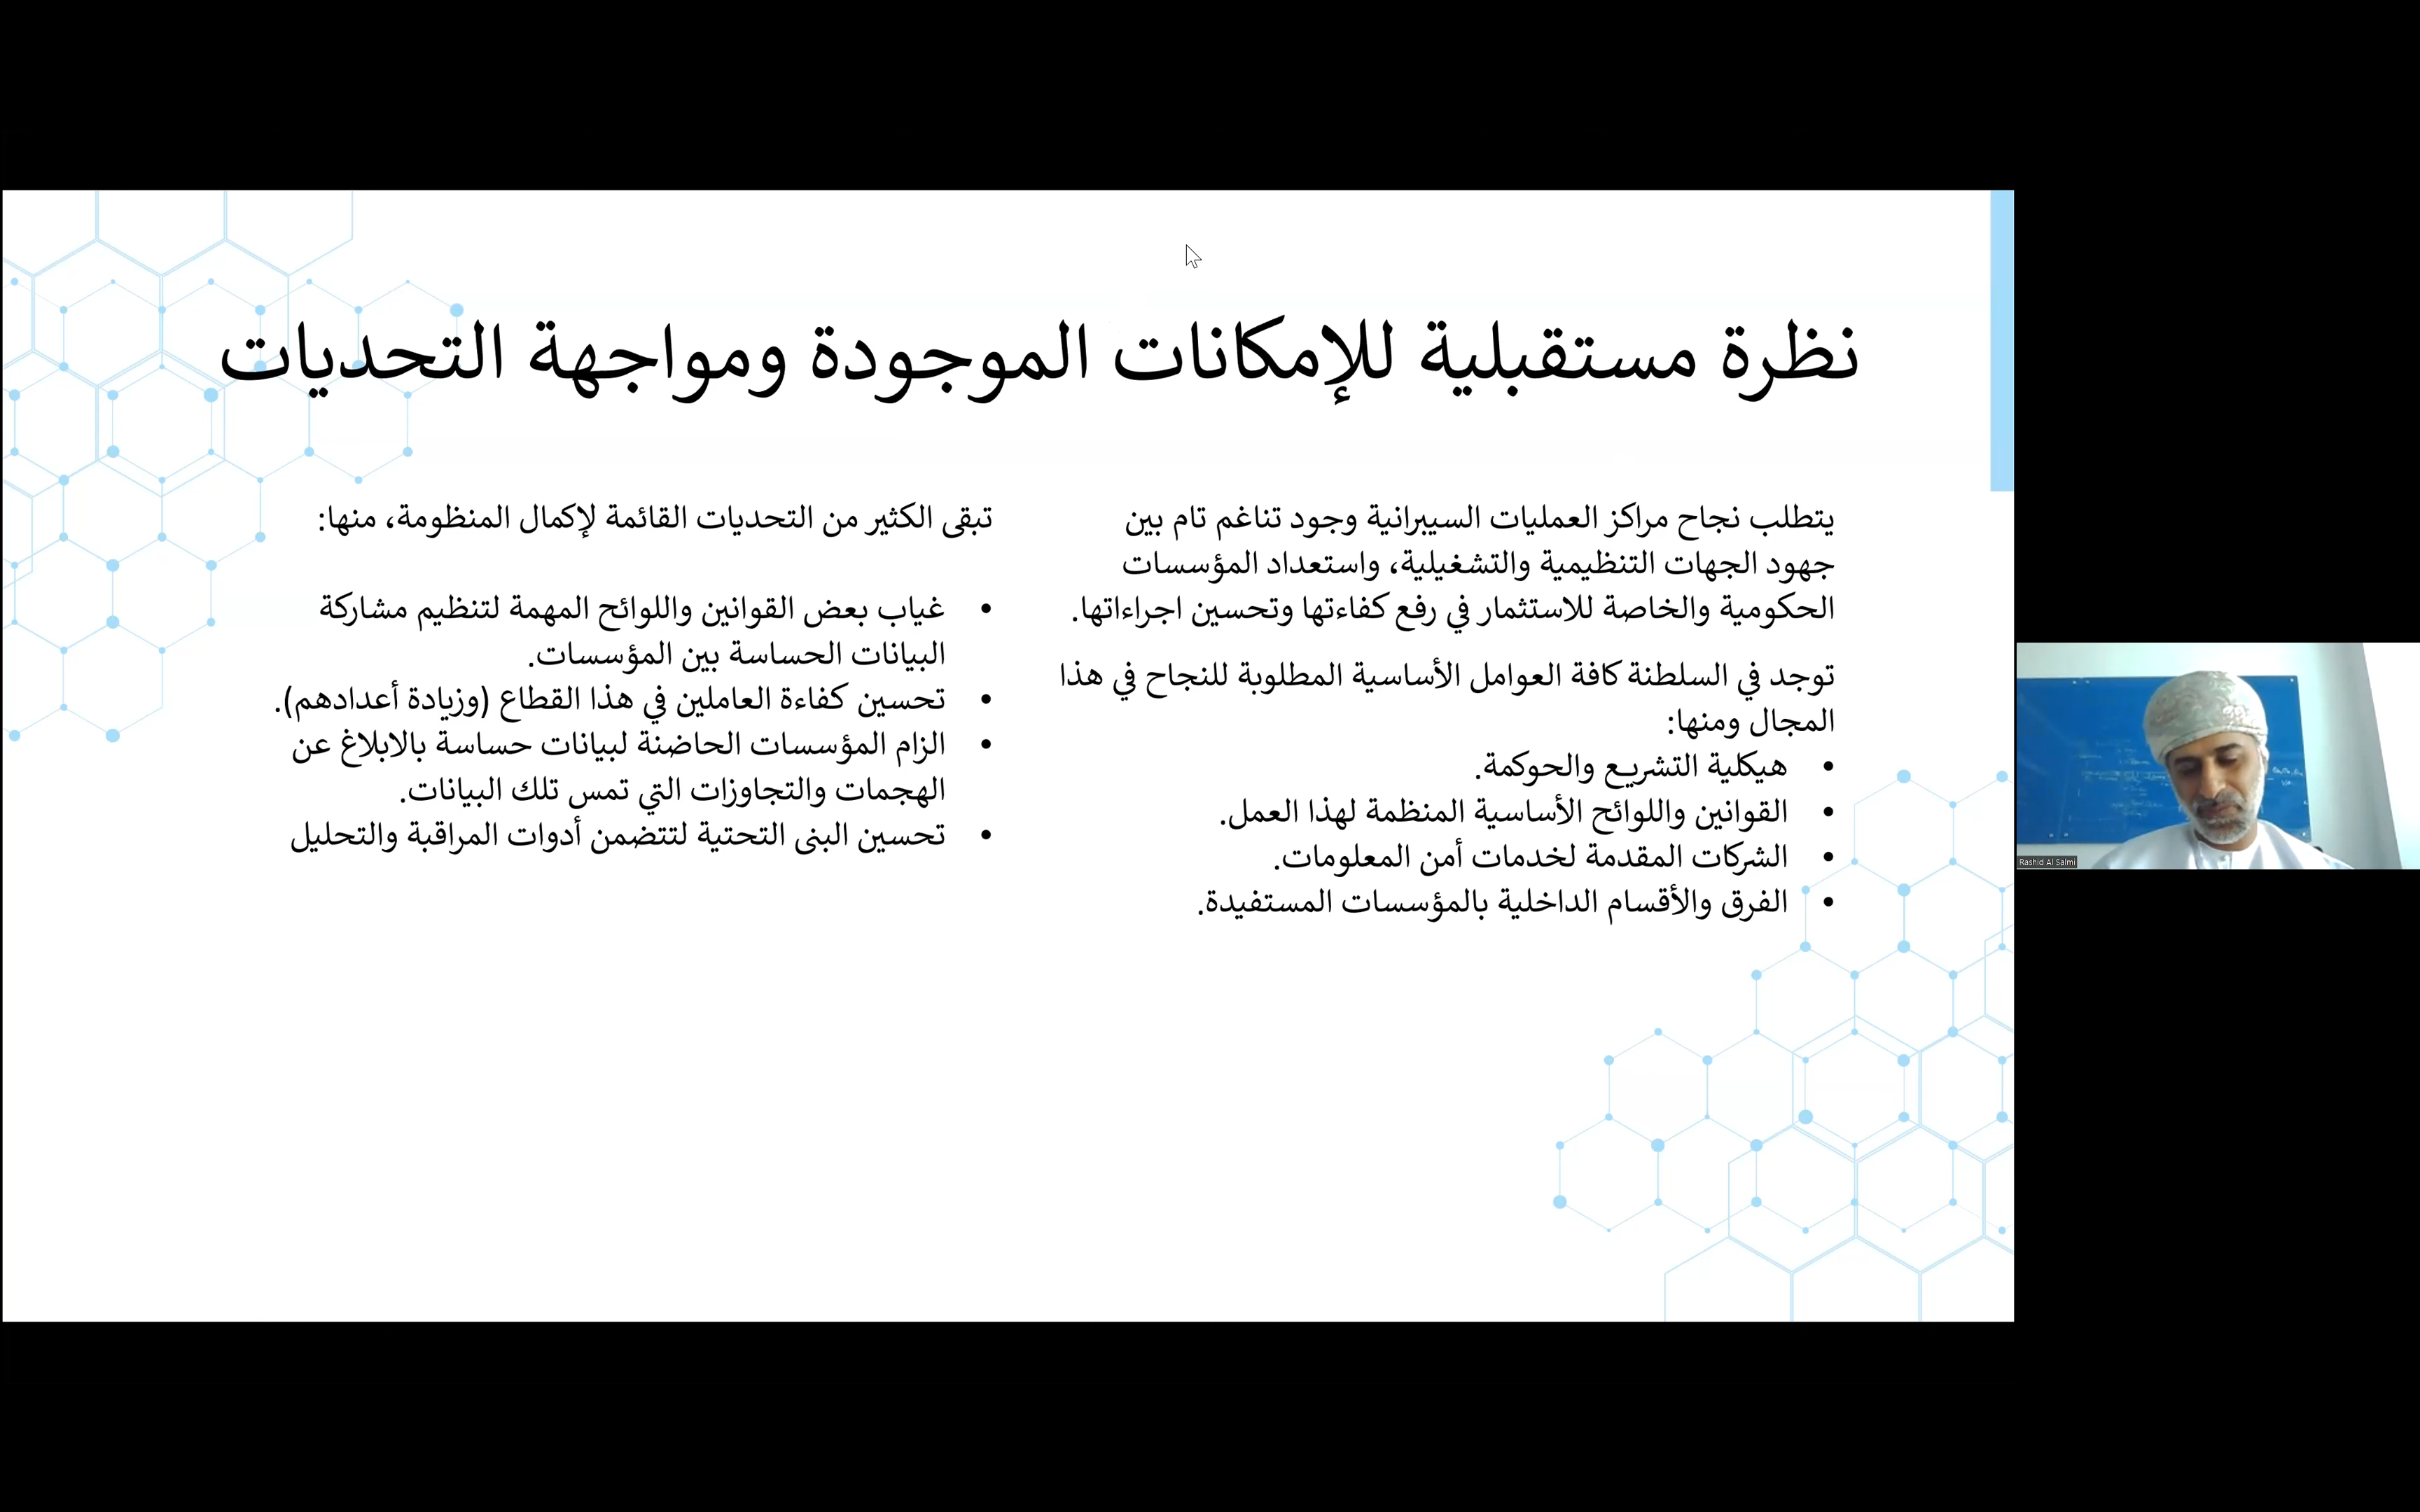 نظرة مستقبلية للإمكانات الموجودة ومواجهة التحديات
يتطلب نجاح مراكز العمليات السيبرانية وجود تناغم تام بين
جهود الجهات التنظيمية والتشغيلية، واستعداد المؤسسات
الحكومية والخاصة للاستثمار في رفع كفاءتها وتحسين اجراءاتها.
توجد في السلطنة كافة العوامل الأساسية المطلوبة للنجاح في هذا
المجال ومنها:
• هيكلية التشريع والحوكمة.
• القوانين واللوائح الأساسية المنظمة لهذا العمل.
• الشركات المقدمة لخدمات أمن المعلومات.
• الفرق والأقسام الداخلية بالمؤسسات المستفيدة.
تبقى الكثير من التحديات القائمة لإكمال المنظومة، منها:
• غياب بعض القوانين واللوائح المهمة لتنظيم مشاركة
البيانات الحساسة بين المؤسسات.
• تحسين كفاءة العاملين في هذا القطاع (وزيادة أعدادهم).
• الزام المؤسسات الحاضنة لبيانات حساسة بالابلاغ عن
الهجمات والتجاوزات التي تمس تلك البيانات.
• تحسين البنى التحتية لتتضمن أدوات المراقبة والتحليل
Rashid Al Salmi